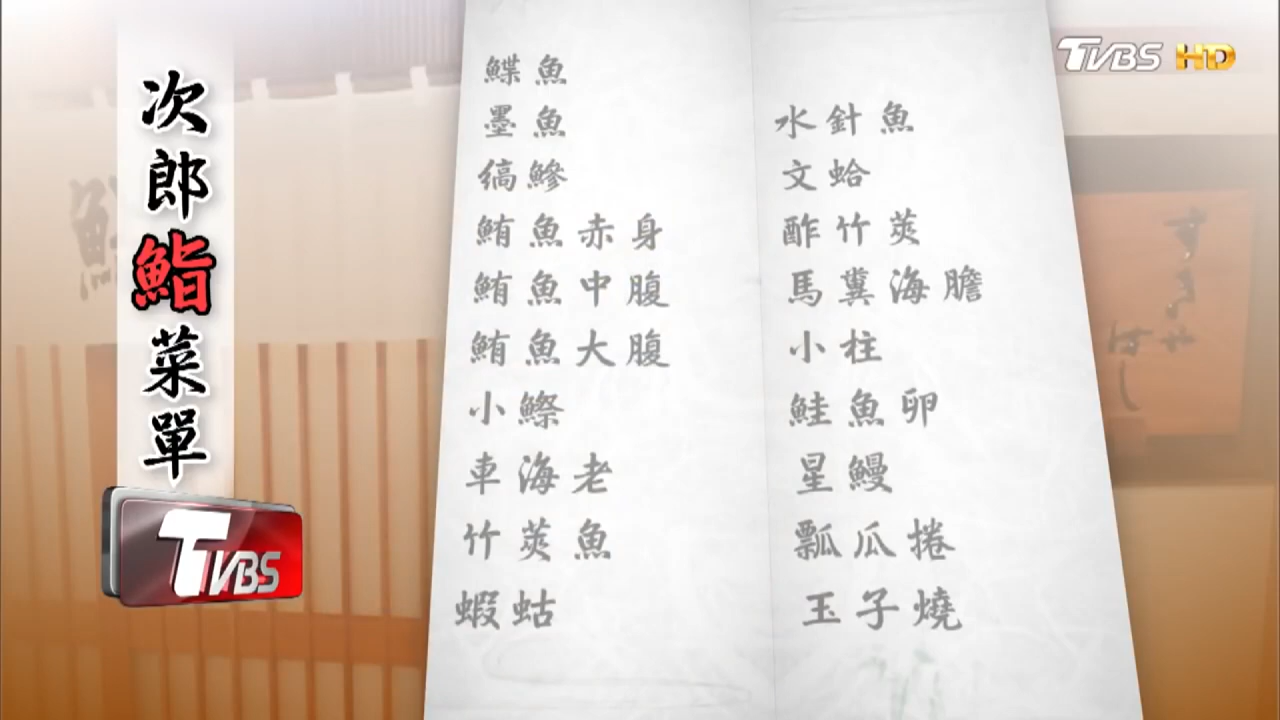 次郎鮨菜單
TVBS
鰈魚
墨魚
縞鰺
鮪魚赤身
鮪魚中腹
鮪魚大腹
小鰶
車海老
竹莢魚
蝦蛄
水針魚
文蛤
酢竹莢
馬糞海膽
小柱
鮭魚卵
星鰻
瓢瓜捲
玉子燒
TVBS HD